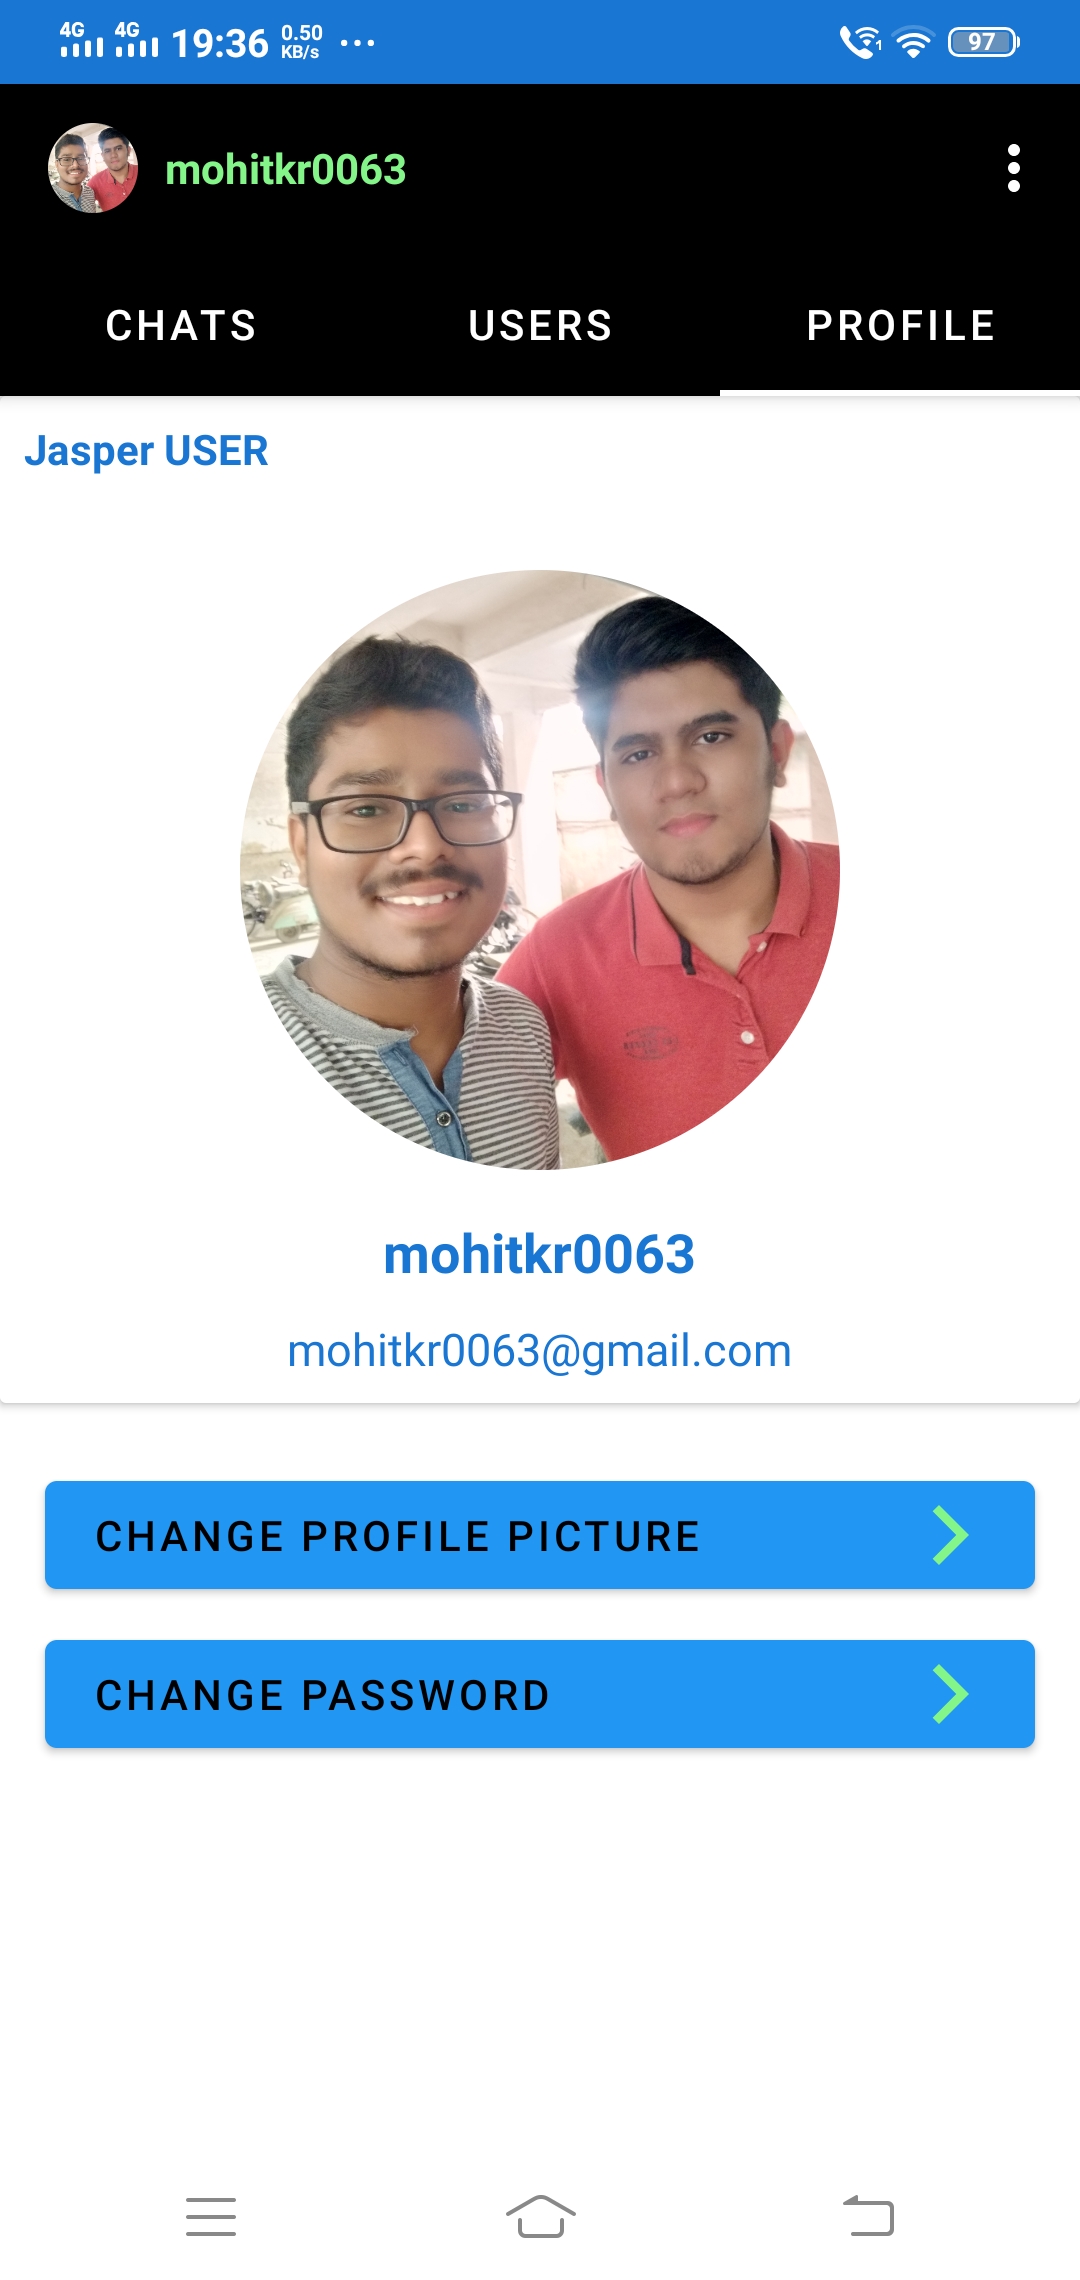 4G 4G 19:36 0.50 KB/s ... 1 97
mohitkr0063
CHATS USERS PROFILE
Jasper USER
mohitkr0063
mohitkr0063@gmail.com
CHANGE PROFILE PICTURE
CHANGE PASSWORD